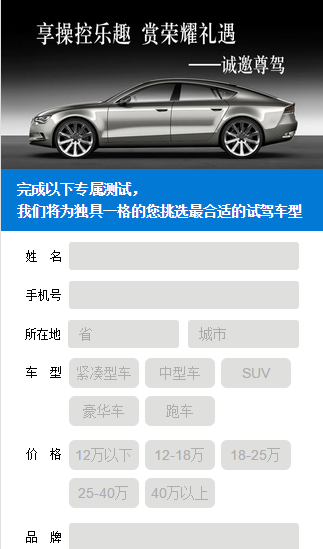 享操控乐趣 赏荣耀礼遇
——诚邀尊驾
完成以下专属测试，
我们将为独具一格的您挑选最合适的试驾车型
姓 名
手机号
所在地 省 城市
车 型 紧凑型车 中型车 SUV
豪华车 跑车
价 格 12万以下 12-18万 18-25万
25-40万 40万以上
品 牌